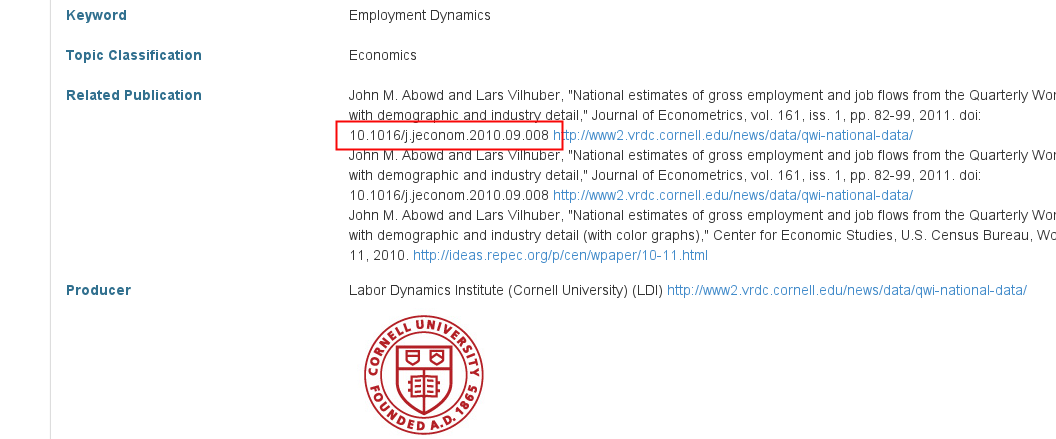 Keyword Employment Dynamics
Topic Classification Economics
Related Publication John M. Abowd and Lars Vilhuber, "National estimates of gross employment and job flows from the Quarterly Wor
with demographic and industry detail," Journal of Econometrics, vol. 161, iss. 1, pp. 82-99, 2011. doi:
10.1016/j.jeconom.2010.09.008 http://www2.vrdc.cornell.edu/news/data/qwi-national-data/
John M. Abowd and Lars Vilhuber, "National estimates of gross employment and job flows from the Quarterly Wor
with demographic and industry detail," Journal of Econometrics, vol. 161, iss. 1, pp. 82-99, 2011. doi:
10.1016/j.jeconom.2010.09.008 http://www2.vrdc.cornell.edu/news/data/qwi-national-data/
John M. Abowd and Lars Vilhuber, "National estimates of gross employment and job flows from the Quarterly Wor
with demographic and industry detail (with color graphs)," Center for Economic Studies, U.S. Census Bureau, Wo
11, 2010. http://ideas.repec.org/p/cen/wpaper/10-11.html
Producer Labor Dynamics Institute (Cornell University) (LDI) http://www2.vrdc.cornell.edu/news/data/qwi-national-data/
CORNELL UNIVERSITY
FOUNDED A.D. 1865